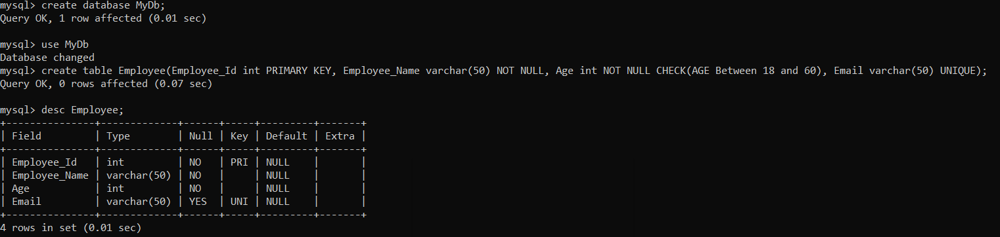 mysql> create database MyDb;
Query OK, 1 row affected (0.01 sec)
mysql> use MyDb
Database changed
mysql> create table Employee(Employee_Id int PRIMARY KEY, Employee_Name varchar(50) NOT NULL, Age int NOT NULL CHECK(AGE Between 18 and 60), Email varchar(50) UNIQUE);
Query OK, 0 rows affected (0.07 sec)
mysql> desc Employee;
+---------------+-------------+------+-----+---------+-------+
| Field         | Type        | Null | Key | Default | Extra |
+---------------+-------------+------+-----+---------+-------+
| Employee_Id   | int         | NO   | PRI | NULL    |       |
| Employee_Name | varchar(50) | NO   |     | NULL    |       |
| Age           | int         | NO   |     | NULL    |       |
| Email         | varchar(50) | YES  | UNI | NULL    |       |
+---------------+-------------+------+-----+---------+-------+
4 rows in set (0.01 sec)